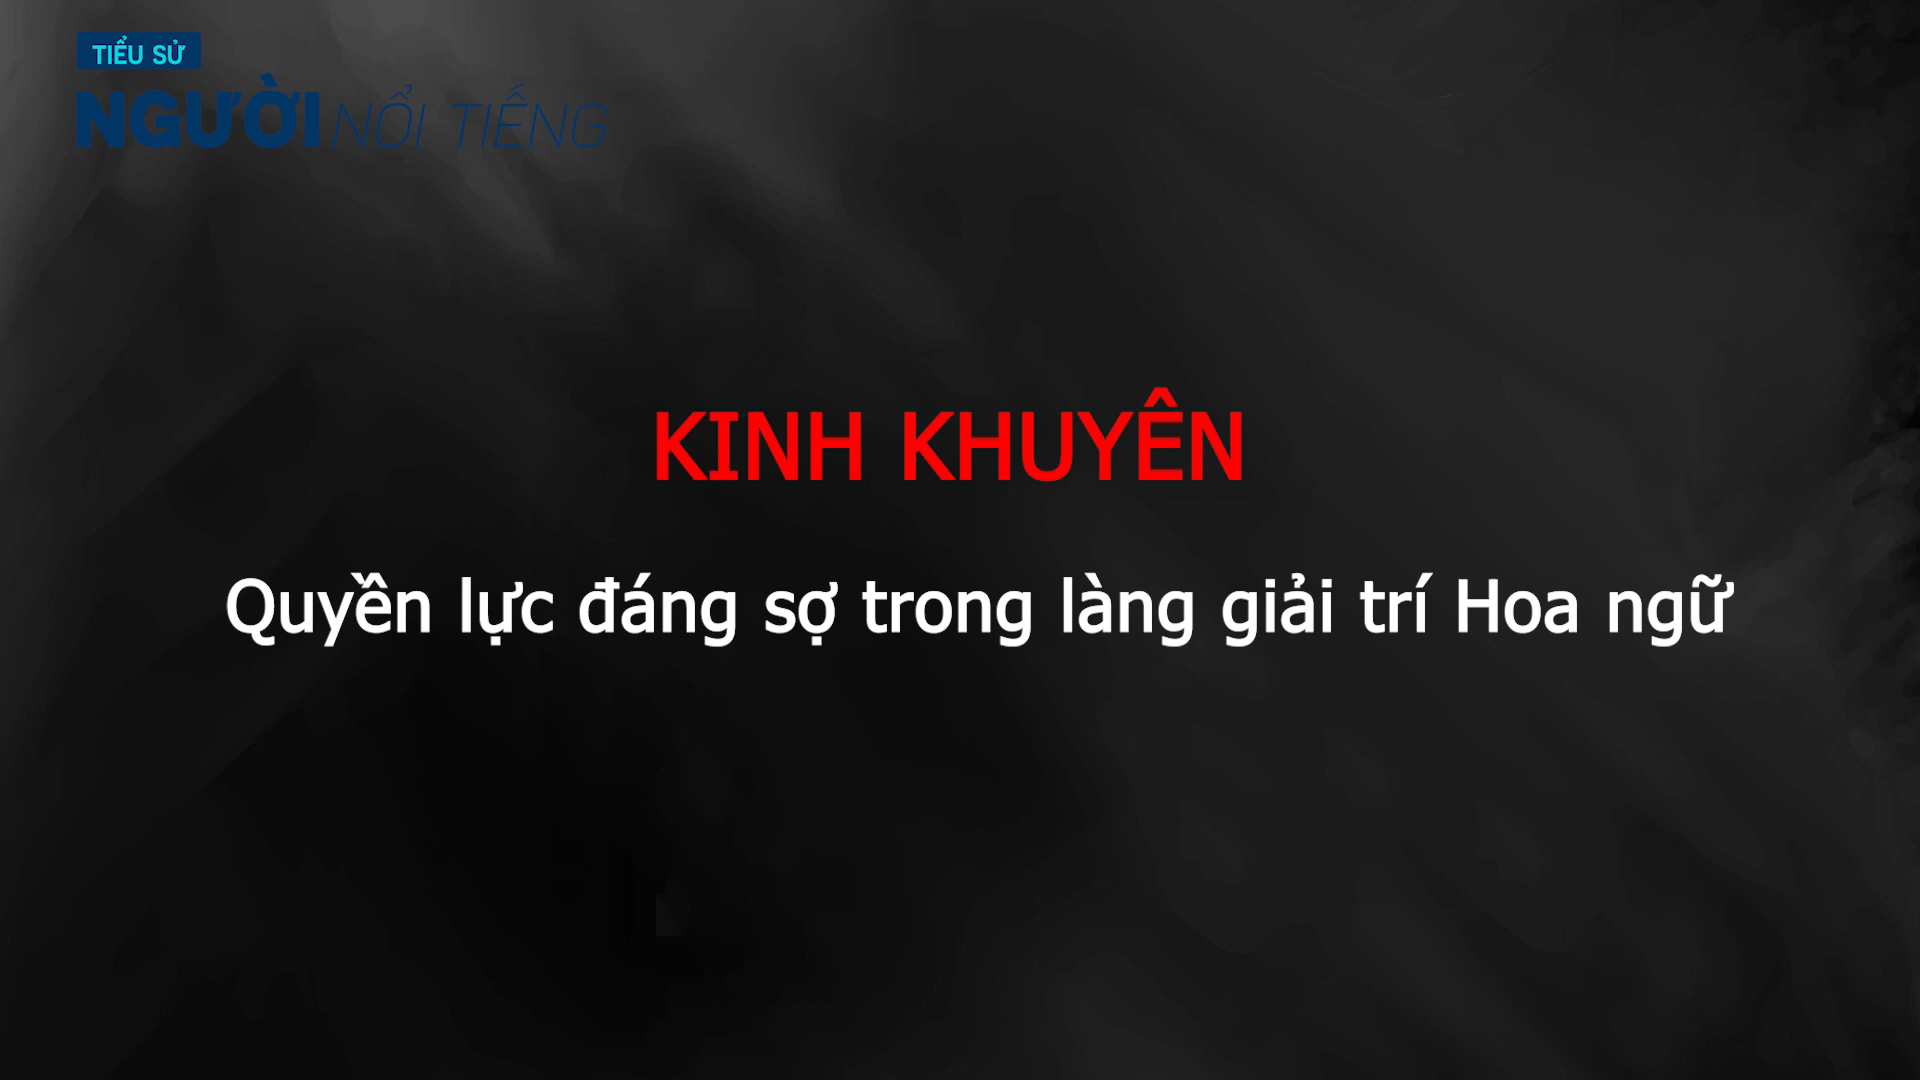 TIỂU SỬ
NGƯỜI NỔI TIẾNG
KINH KHUYÊN
Quyền lực đáng sợ trong làng giải trí Hoa ngữ